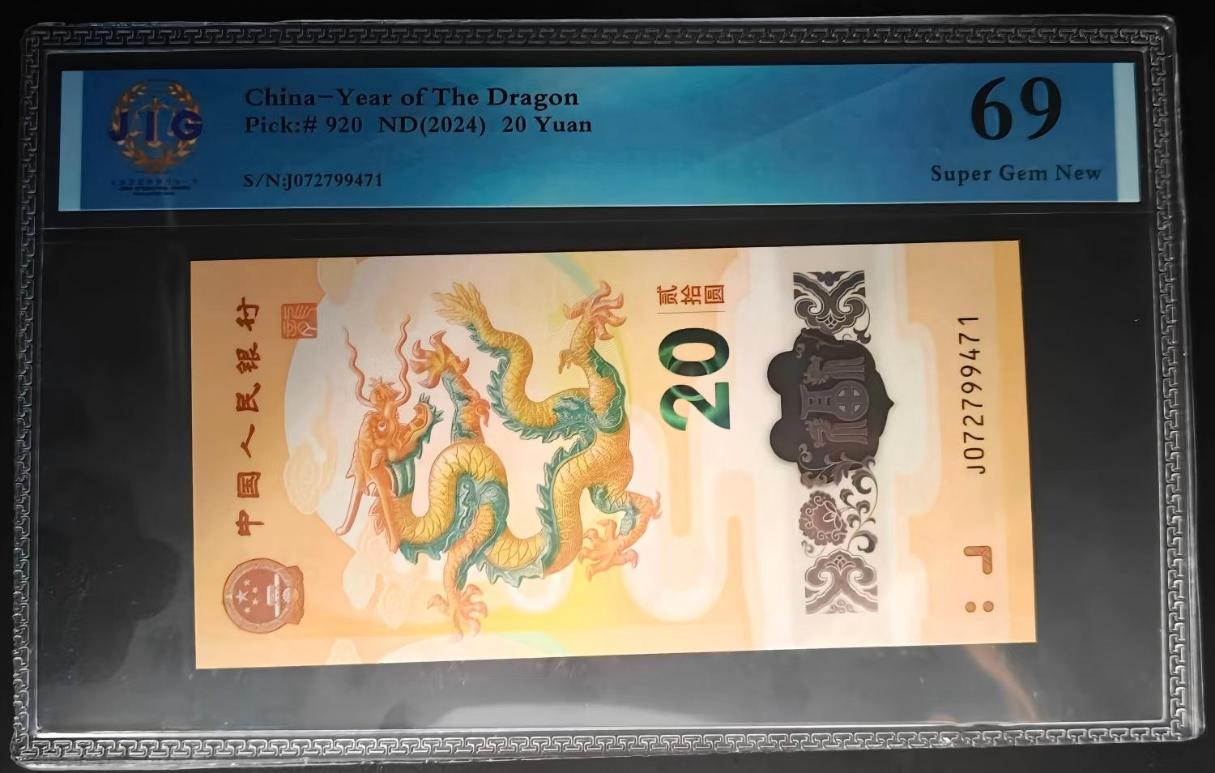 JIG
China-Year of The Dragon
Pick:# 920 ND(2024) 20 Yuan
S/N:J072799471
69
Super Gem New
中国人民银行
贰拾圆
20
J072799471